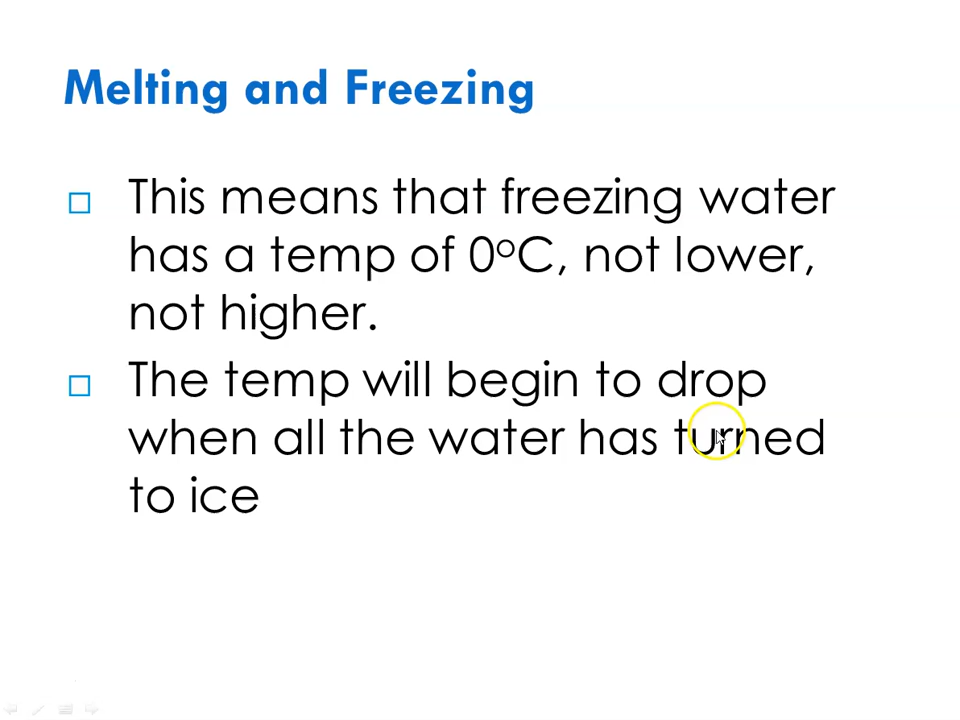 Melting and Freezing
This means that freezing water
has a temp of 0°C, not lower,
not higher.
The temp will begin to drop
when all the water has turned
to ice